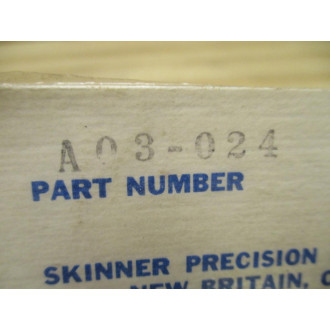 A03-024
PART NUMBER
SKINNER PRECISION
NEW BRITAIN,